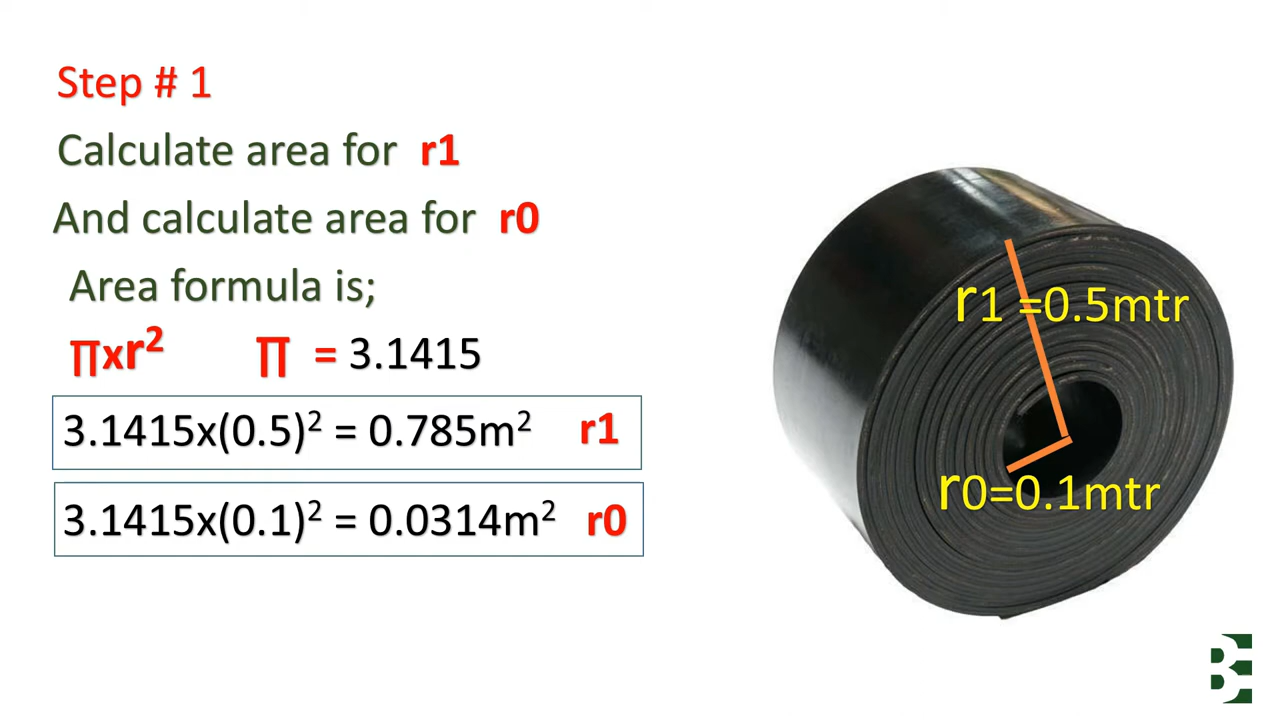 Step # 1
Calculate area for r1
And calculate area for r0
Area formula is;
∏xr² ∏ = 3.1415
3.1415x(0.5)² = 0.785m² r1
3.1415x(0.1)² = 0.0314m² r0
r1 =0.5mtr
r0=0.1mtr